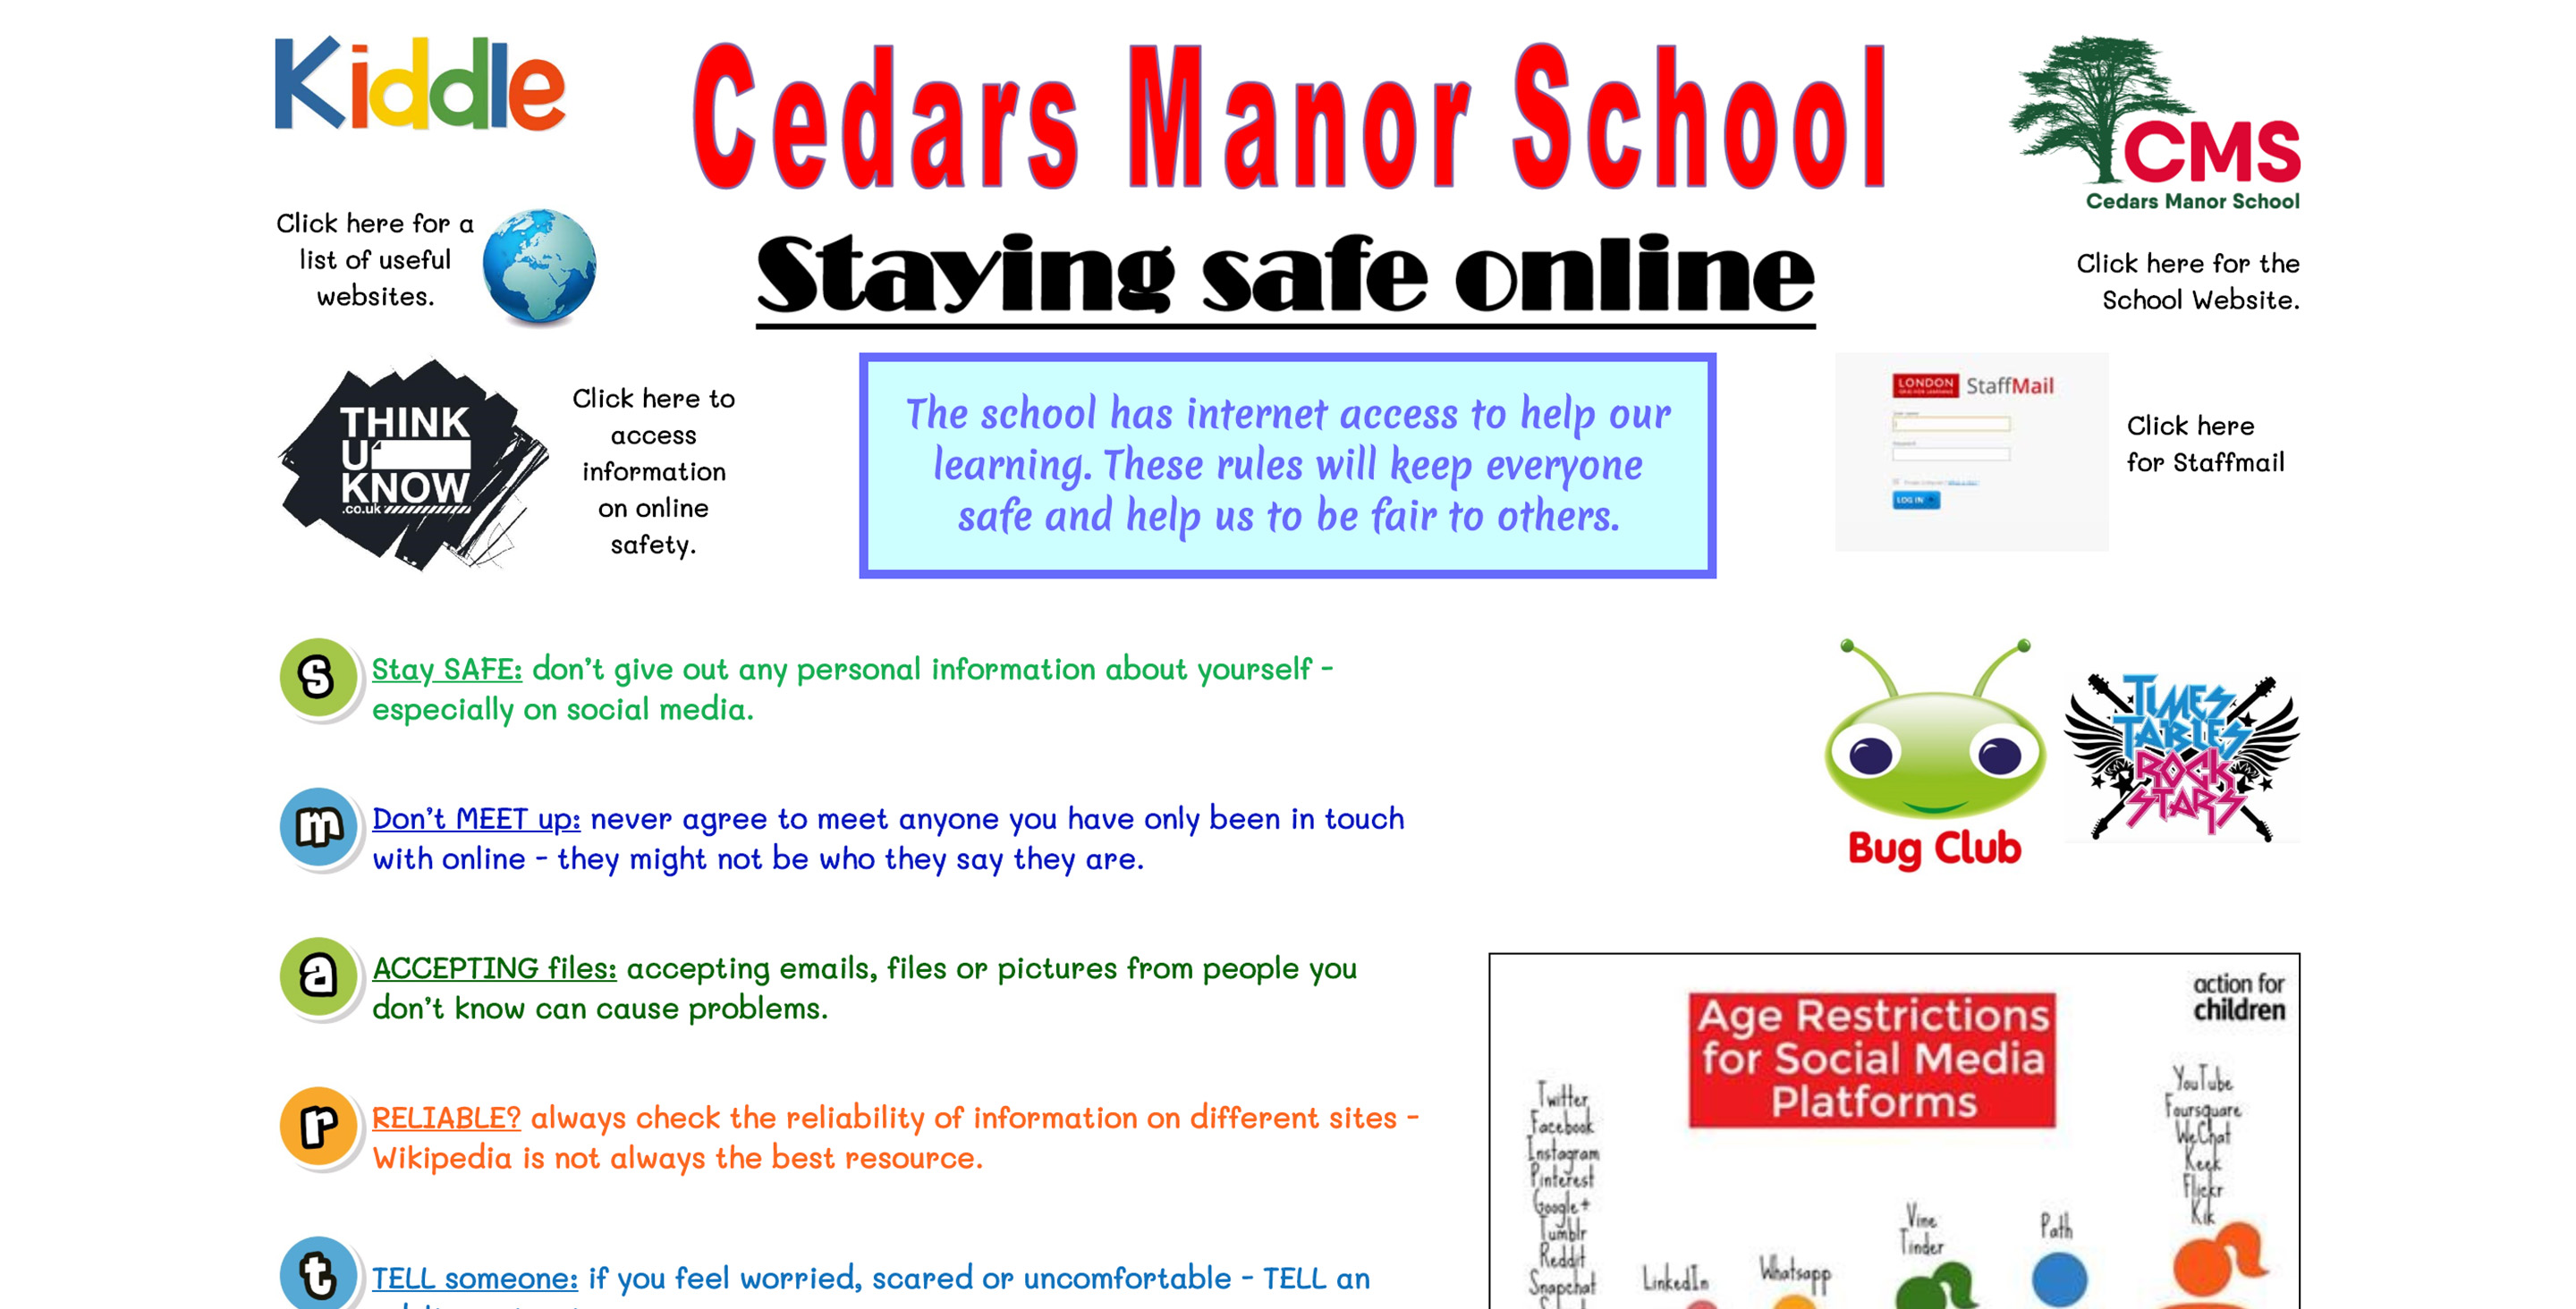 Kiddle
Cedars Manor School
CMS
Cedars Manor School
Click here for a
list of useful
websites.
Staying safe online
Click here for the
School Website.
THINK
U
KNOW
.co.uk
Click here to
access
information
on online
safety.
The school has internet access to help our
learning. These rules will keep everyone
safe and help us to be fair to others.
LONDON
StaffMail
LOG IN
Click here
for Staffmail
s
Stay SAFE: don't give out any personal information about yourself -
especially on social media.
m
Don't MEET up: never agree to meet anyone you have only been in touch
with online - they might not be who they say they are.
a
ACCEPTING files: accepting emails, files or pictures from people you
don't know can cause problems.
r
RELIABLE? always check the reliability of information on different sites -
Wikipedia is not always the best resource.
t
TELL someone: if you feel worried, scared or uncomfortable - TELL an
Bug Club
TIMES
TABLES
ROCK
STARS
action for
children
Age Restrictions
for Social Media
Platforms
Twitter
Facebook
Instagram
Pinterest
Google+
Tumblr
Reddit
Snapchat
LinkedIn
Whatsapp
Vine
Tinder
Path
YouTube
Foursquare
WeChat
Keek
Flickr
Kik